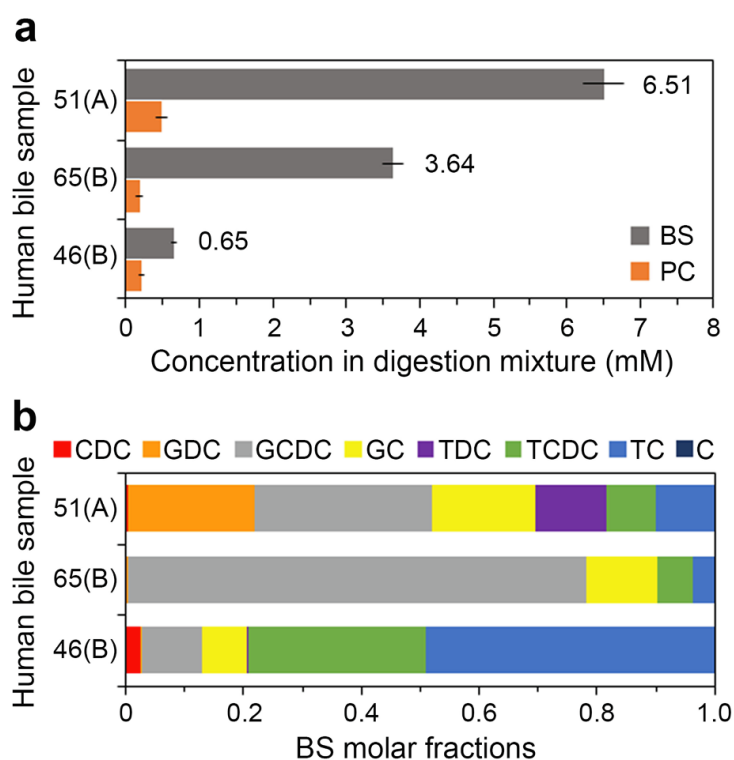 a
Human bile sample
51(A)
6.51
65(B)
3.64
46(B)
0.65
BS
PC
0 1 2 3 4 5 6 7 8
Concentration in digestion mixture (mM)
b
CDC GDC GCDC GC TDC TCDC TC C
Human bile sample
51(A)
65(B)
46(B)
0 0.2 0.4 0.6 0.8 1.0
BS molar fractions